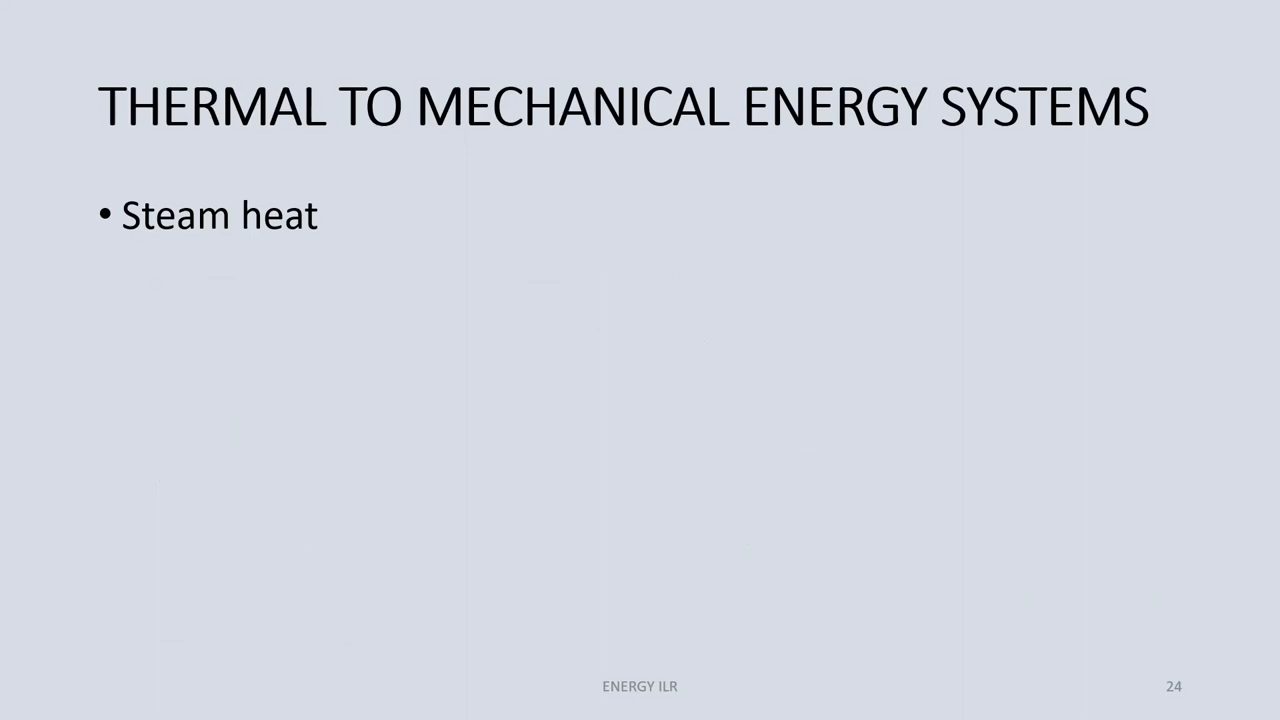 THERMAL TO MECHANICAL ENERGY SYSTEMS
• Steam heat
ENERGY ILR
24